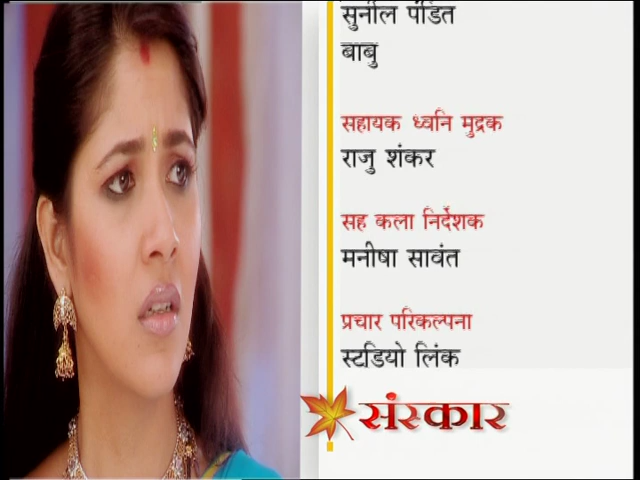 सुनील पंडित
बाबु
सहायक ध्वनि मुद्रक
राजु शंकर
सह कला निर्देशक
मनीषा सावंत
प्रचार परिकल्पना
स्टडियो लिंक
संस्कार